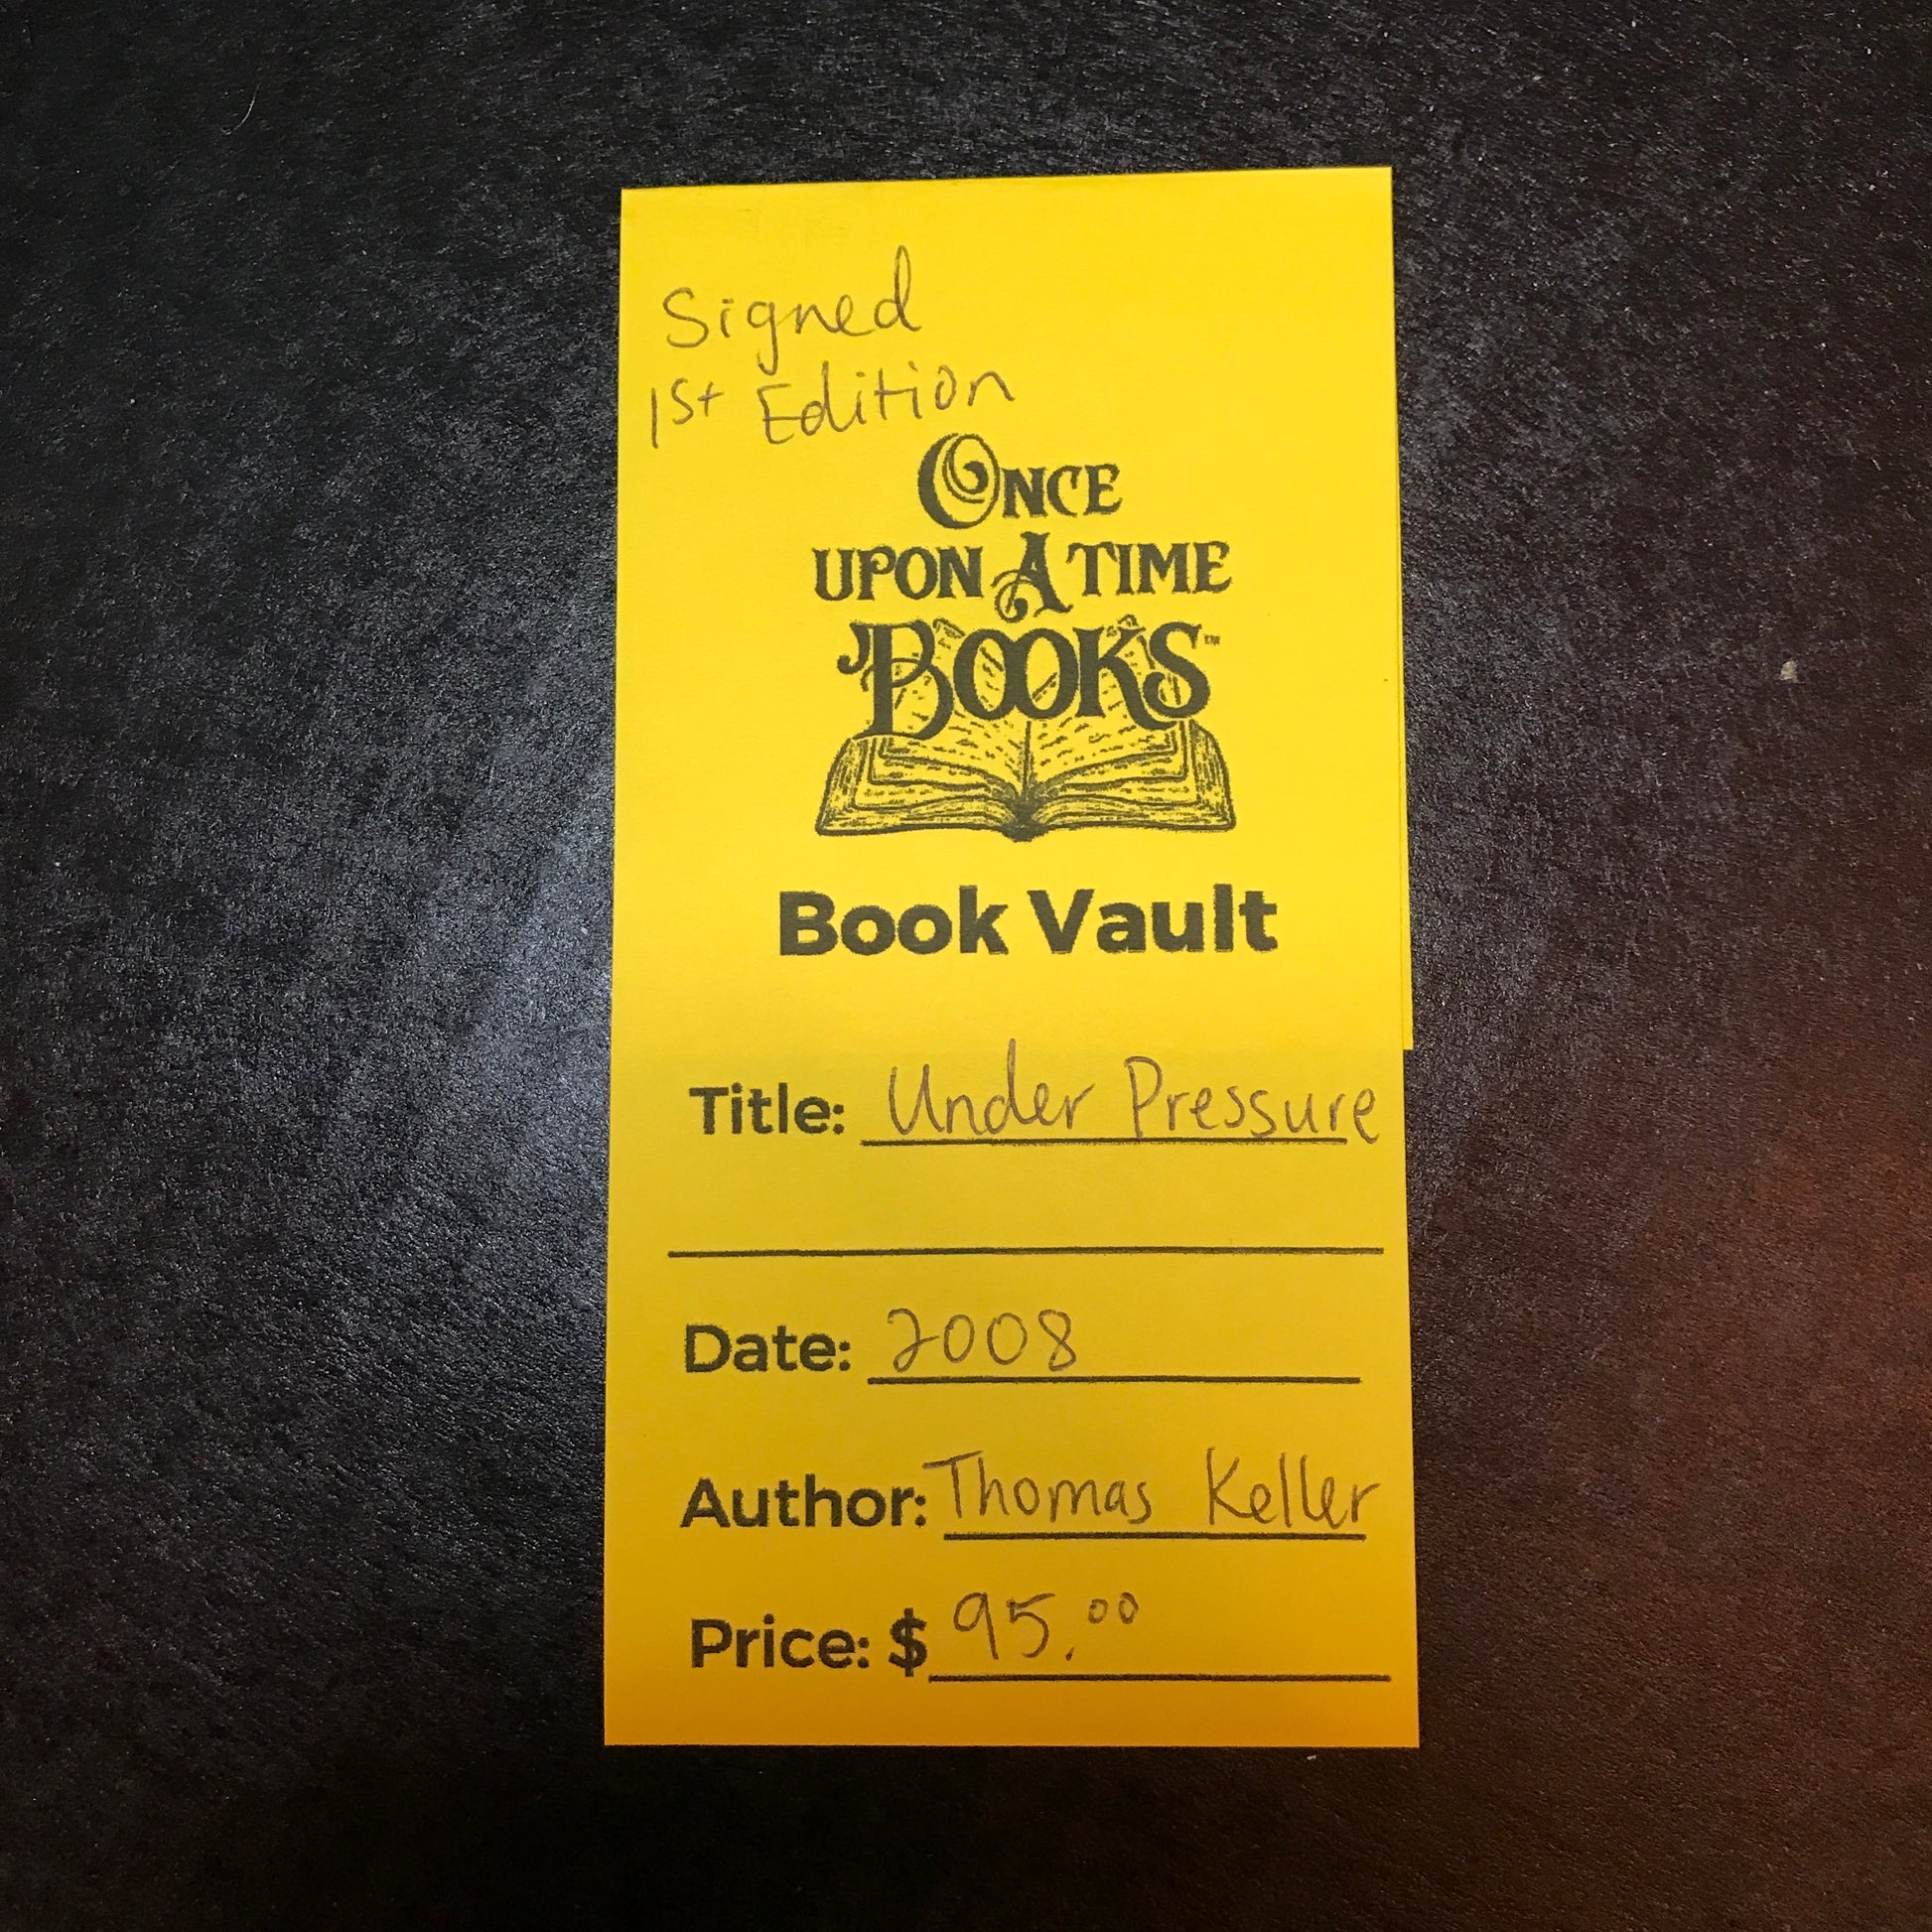 Signed
1st Edition
ONCE
UPON A TIME
BOOKS™
Book Vault
Title: Under Pressure
Date: 2008
Author: Thomas Keller
Price: $ 95.00